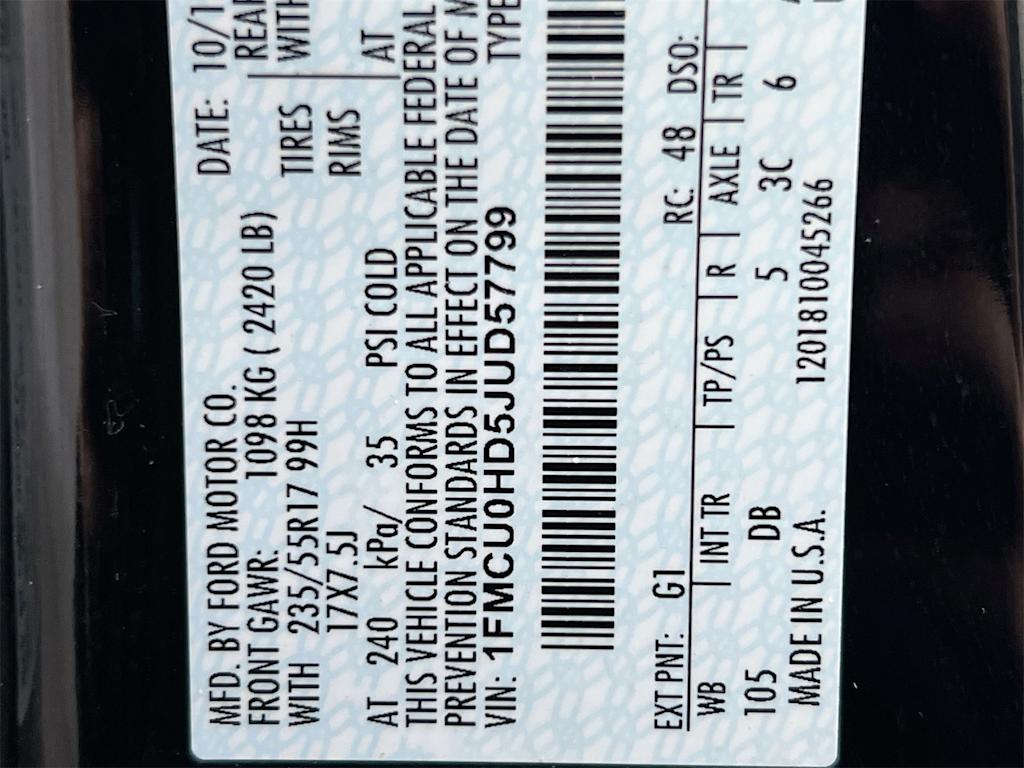 MFD. BY FORD MOTOR CO. DATE: 10/1
FRONT GAWR: 1098 KG ( 2420 LB) REAR
WITH 235/55R17 99H TIRES WITH
17X7.5J RIMS
AT 240 kPa/ 35 PSI COLD AT
THIS VEHICLE CONFORMS TO ALL APPLICABLE FEDERAL
PREVENTION STANDARDS IN EFFECT ON THE DATE OF M
VIN: 1FMCU0HD5JUD57799 TYPE
EXT PNT: G1 RC: 48 DSO:
WB | INT TR | TP/PS | R | AXLE | TR |
105 DB 5 3C 6
MADE IN U.S.A. 1201810045266